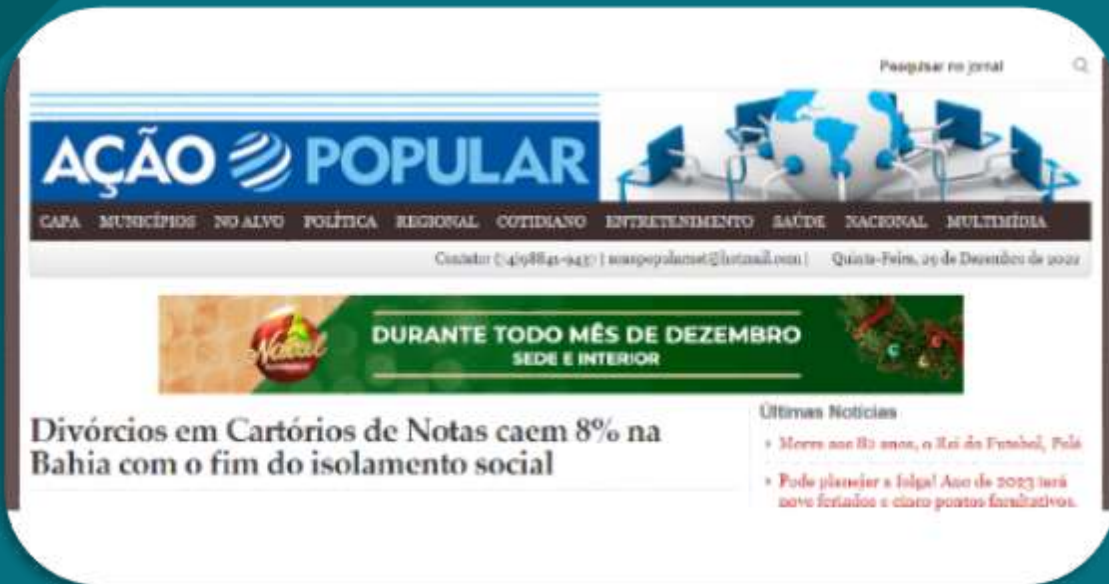 Pesquisar no jornal
AÇÃO POPULAR
CAPA MUNICÍPIOS NO ALVO POLÍTICA REGIONAL COTIDIANO ENTRETENIMENTO SAÚDE NACIONAL MULTIMÍDIA
Quinta-Feira, 29 de Dezembro de 2022
Natal
DURANTE TODO MÊS DE DEZEMBRO
SEDE E INTERIOR
Divórcios em Cartórios de Notas caem 8% na
Bahia com o fim do isolamento social
Últimas Notícias
Morre aos 82 anos, o Rei do Futebol, Pelé
Pode planejar a folga! Ano de 2023 terá
nove feriados e cinco pontos facultativos.